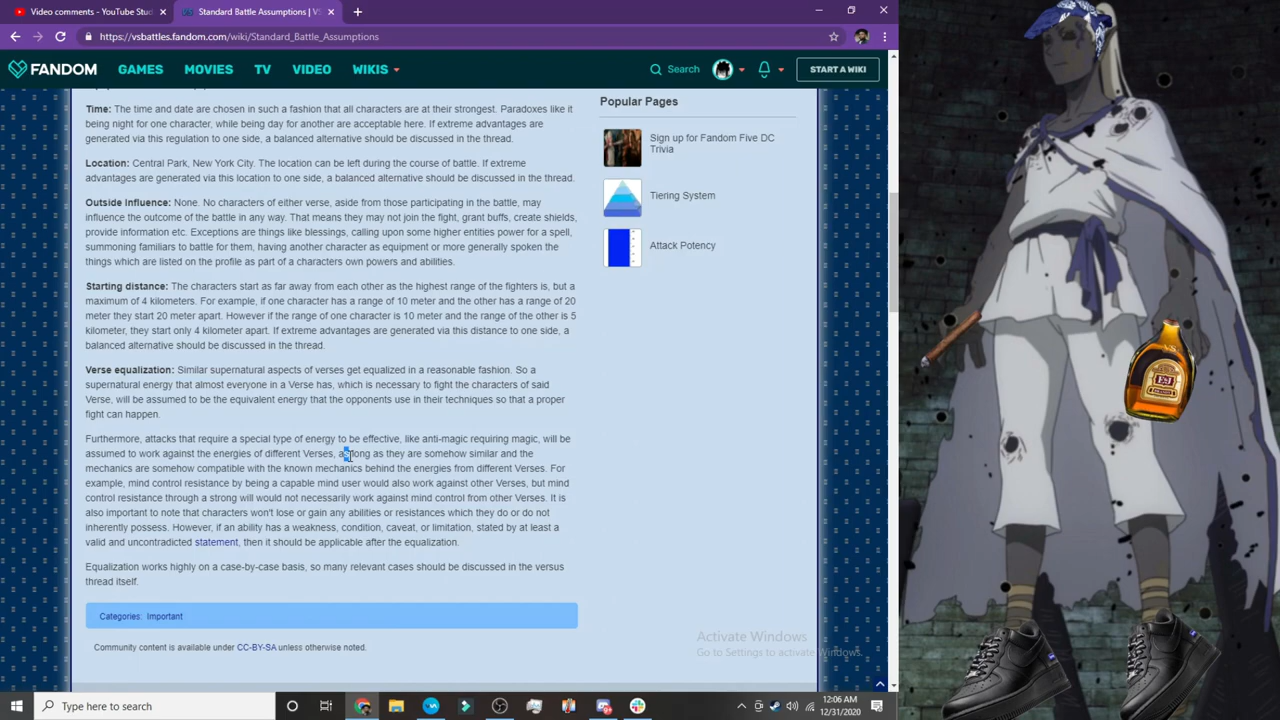 Video comments - YouTube Stud
Standard Battle Assumptions | VS
https://vsbattles.fandom.com/wiki/Standard_Battle_Assumptions
FANDOM
GAMES
MOVIES
TV
VIDEO
WIKIS
Search
START A WIKI
Time: The time and date are chosen in such a fashion that all characters are at their strongest. Paradoxes like it
being night for one character, while being day for another are acceptable here. If extreme advantages are
generated via this regulation to one side, a balanced alternative should be discussed in the thread.
Location: Central Park, New York City. The location can be left during the course of battle. If extreme
advantages are generated via this location to one side, a balanced alternative should be discussed in the thread.
Outside influence: None. No characters of either verse, aside from those participating in the battle, may
influence the outcome of the battle in any way. That means they may not join the fight, grant buffs, create shields,
provide information etc. Exceptions are things like blessings, calling upon some higher entities power for a spell,
summoning familiars to battle for them, having another character as equipment or more generally spoken the
things which are listed on the profile as part of a characters own powers and abilities.
Starting distance: The characters start as far away from each other as the highest range of the fighters is, but a
maximum of 4 kilometers. For example, if one character has a range of 10 meter and the other has a range of 20
meter they start 20 meter apart. However if the range of one character is 10 meter and the range of the other is 5
kilometer, they start only 4 kilometer apart. If extreme advantages are generated via this distance to one side, a
balanced alternative should be discussed in the thread.
Verse equalization: Similar supernatural aspects of verses get equalized in a reasonable fashion. So a
supernatural energy that almost everyone in a Verse has, which is necessary to fight the characters of said
Verse, will be assumed to be the equivalent energy that the opponents use in their techniques so that a proper
fight can happen.
Furthermore, attacks that require a special type of energy to be effective, like anti-magic requiring magic, will be
assumed to work against the energies of different Verses, as long as they are somehow similar and the
mechanics are somehow compatible with the known mechanics behind the energies from different Verses. For
example, mind control resistance by being a capable mind user would also work against other Verses, but mind
control resistance through a strong will would not necessarily work against mind control from other Verses. It is
also important to note that characters won't lose or gain any abilities or resistances which they do or do not
inherently possess. However, if an ability has a weakness, condition, caveat, or limitation, stated by at least a
valid and uncontradicted statement, then it should be applicable after the equalization.
Equalization works highly on a case-by-case basis, so many relevant cases should be discussed in the versus
thread itself.
Categories: Important
Community content is available under CC-BY-SA unless otherwise noted.
Popular Pages
Sign up for Fandom Five DC
Trivia
Tiering System
Attack Potency
Activate Windows
Go to Settings to activate Windows.
E&J
VS
Type here to search
12:06 AM
12/31/2020